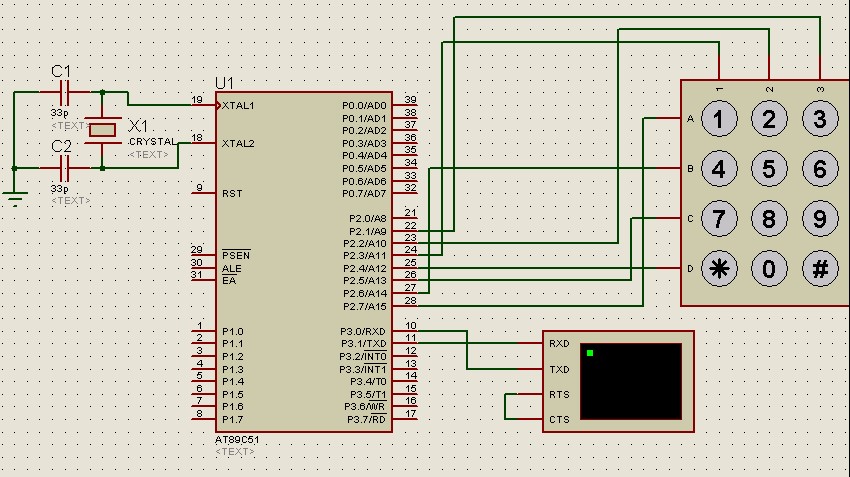 C1
33p
<TEXT>
X1
CRYSTAL
<TEXT>
C2
33p
<TEXT>
U1
19 XTAL1
18 XTAL2
9 RST
29 PSEN
30 ALE
31 EA
1 P1.0
2 P1.1
3 P1.2
4 P1.3
5 P1.4
6 P1.5
7 P1.6
8 P1.7
P0.0/AD0 39
P0.1/AD1 38
P0.2/AD2 37
P0.3/AD3 36
P0.4/AD4 35
P0.5/AD5 34
P0.6/AD6 33
P0.7/AD7 32
P2.0/A8 21
P2.1/A9 22
P2.2/A10 23
P2.3/A11 24
P2.4/A12 25
P2.5/A13 26
P2.6/A14 27
P2.7/A15 28
P3.0/RXD 10
P3.1/TXD 11
P3.2/INT0 12
P3.3/INT1 13
P3.4/T0 14
P3.5/T1 15
P3.6/WR 16
P3.7/RD 17
AT89C51
<TEXT>
1 2 3
A 1 2 3
B 4 5 6
C 7 8 9
D * 0 #
RXD
TXD
RTS
CTS